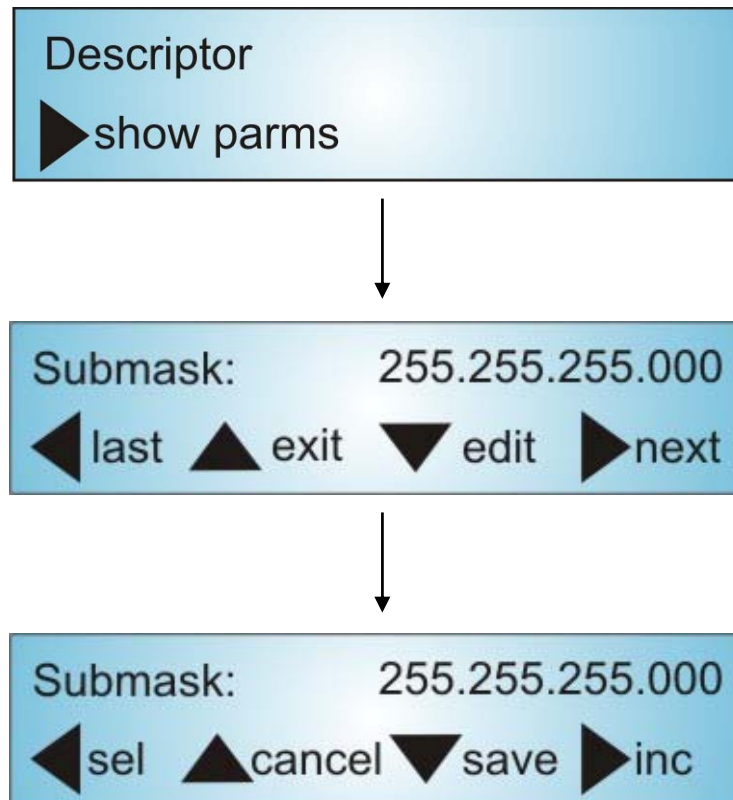 Descriptor
show parms
Submask: 255.255.255.000
last exit edit next
Submask: 255.255.255.000
sel cancel save inc